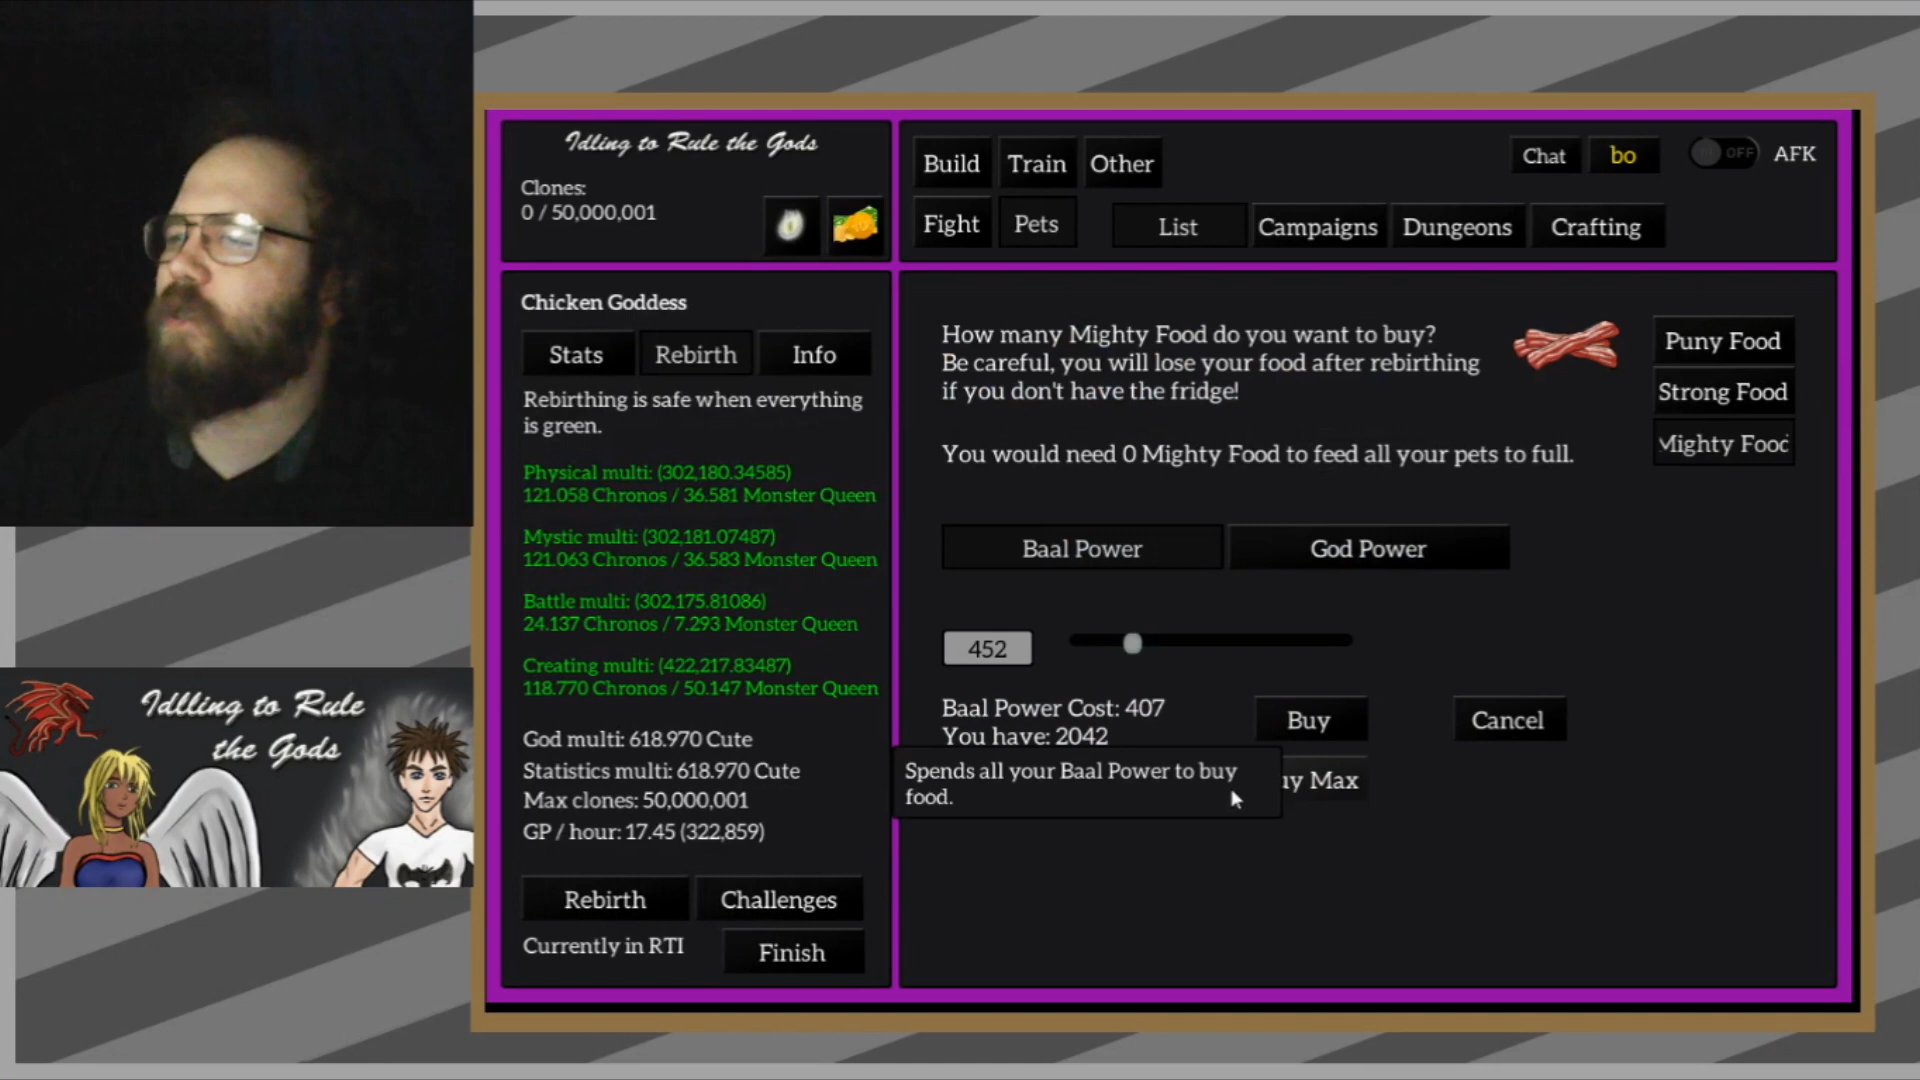 Idling to Rule the Gods
Clones:
0 / 50,000,001
Build
Train
Other
Chat
bo
OFF
AFK
Fight
Pets
List
Campaigns
Dungeons
Crafting
Chicken Goddess
Stats
Rebirth
Info
Rebirthing is safe when everything
is green.
Physical multi: (302,180.34585)
121.058 Chronos / 36.581 Monster Queen
Mystic multi: (302,181.07487)
121.063 Chronos / 36.583 Monster Queen
Battle multi: (302,175.81086)
24.137 Chronos / 7.293 Monster Queen
Creating multi: (422,217.83487)
118.770 Chronos / 50.147 Monster Queen
God multi: 618.970 Cute
Statistics multi: 618.970 Cute
Max clones: 50,000,001
GP / hour: 17.45 (322,859)
Rebirth
Challenges
Currently in RTI
Finish
How many Mighty Food do you want to buy?
Be careful, you will lose your food after rebirthing
if you don't have the fridge!
You would need 0 Mighty Food to feed all your pets to full.
Puny Food
Strong Food
Mighty Food
Baal Power
God Power
452
Baal Power Cost: 407
You have: 2042
Buy
Cancel
Spends all your Baal Power to buy
food.
uy Max
Idlling to Rule
the Gods